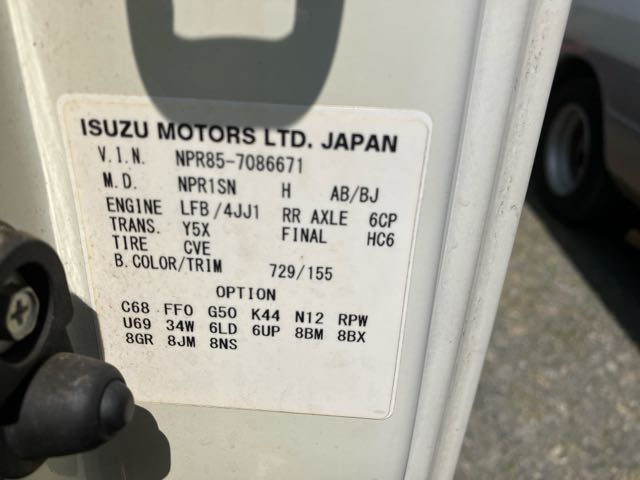 ISUZU MOTORS LTD. JAPAN
V.I.N. NPR85-7086671
M.D. NPR1SN H AB/BJ
ENGINE LFB/4JJ1 RR AXLE 6CP
TRANS. Y5X FINAL HC6
TIRE CVE
B.COLOR/TRIM 729/155
OPTION
C68 FF0 G50 K44 N12 RPW
U69 34W 6LD 6UP 8BM 8BX
8GR 8JM 8NS